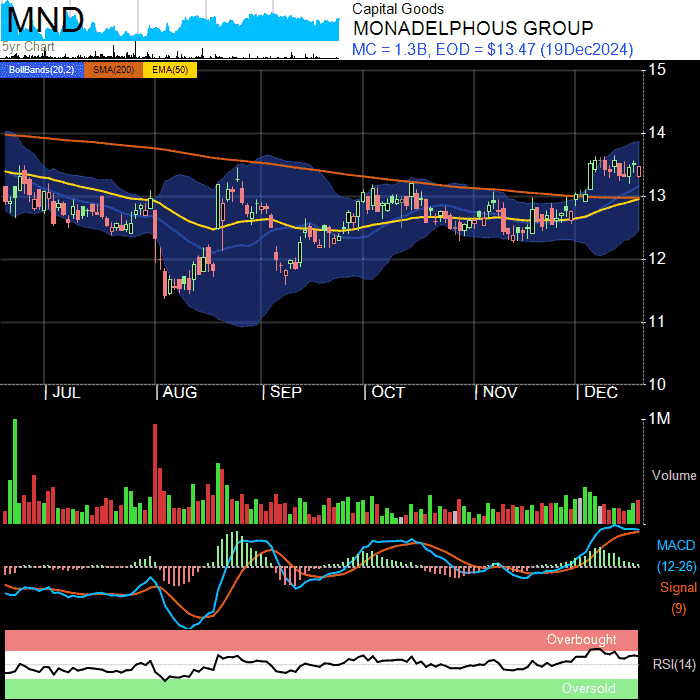 MND
5yr Chart
Capital Goods
MONADELPHOUS GROUP
MC = 1.3B, EOD = $13.47 (19Dec2024)
BollBands(20,2) SMA(200) EMA(50)
15
14
13
12
11
10
JUL AUG SEP OCT NOV DEC
1M
Volume
MACD
(12-26)
Signal
(9)
Overbought
RSI(14)
Oversold